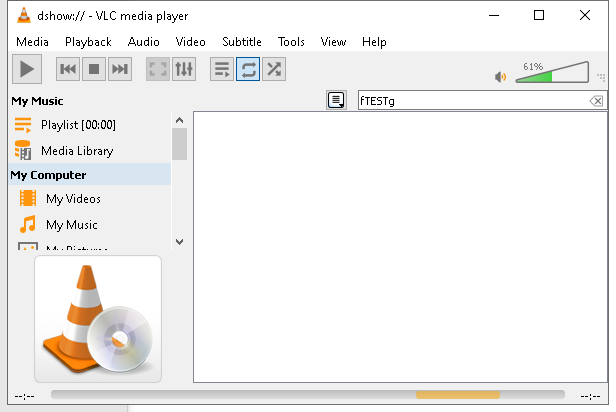 dshow:// - VLC media player
Media Playback Audio Video Subtitle Tools View Help
61%
My Music
fTESTg
Playlist [00:00]
Media Library
My Computer
My Videos
My Music
My Pictures
--:--
--:--